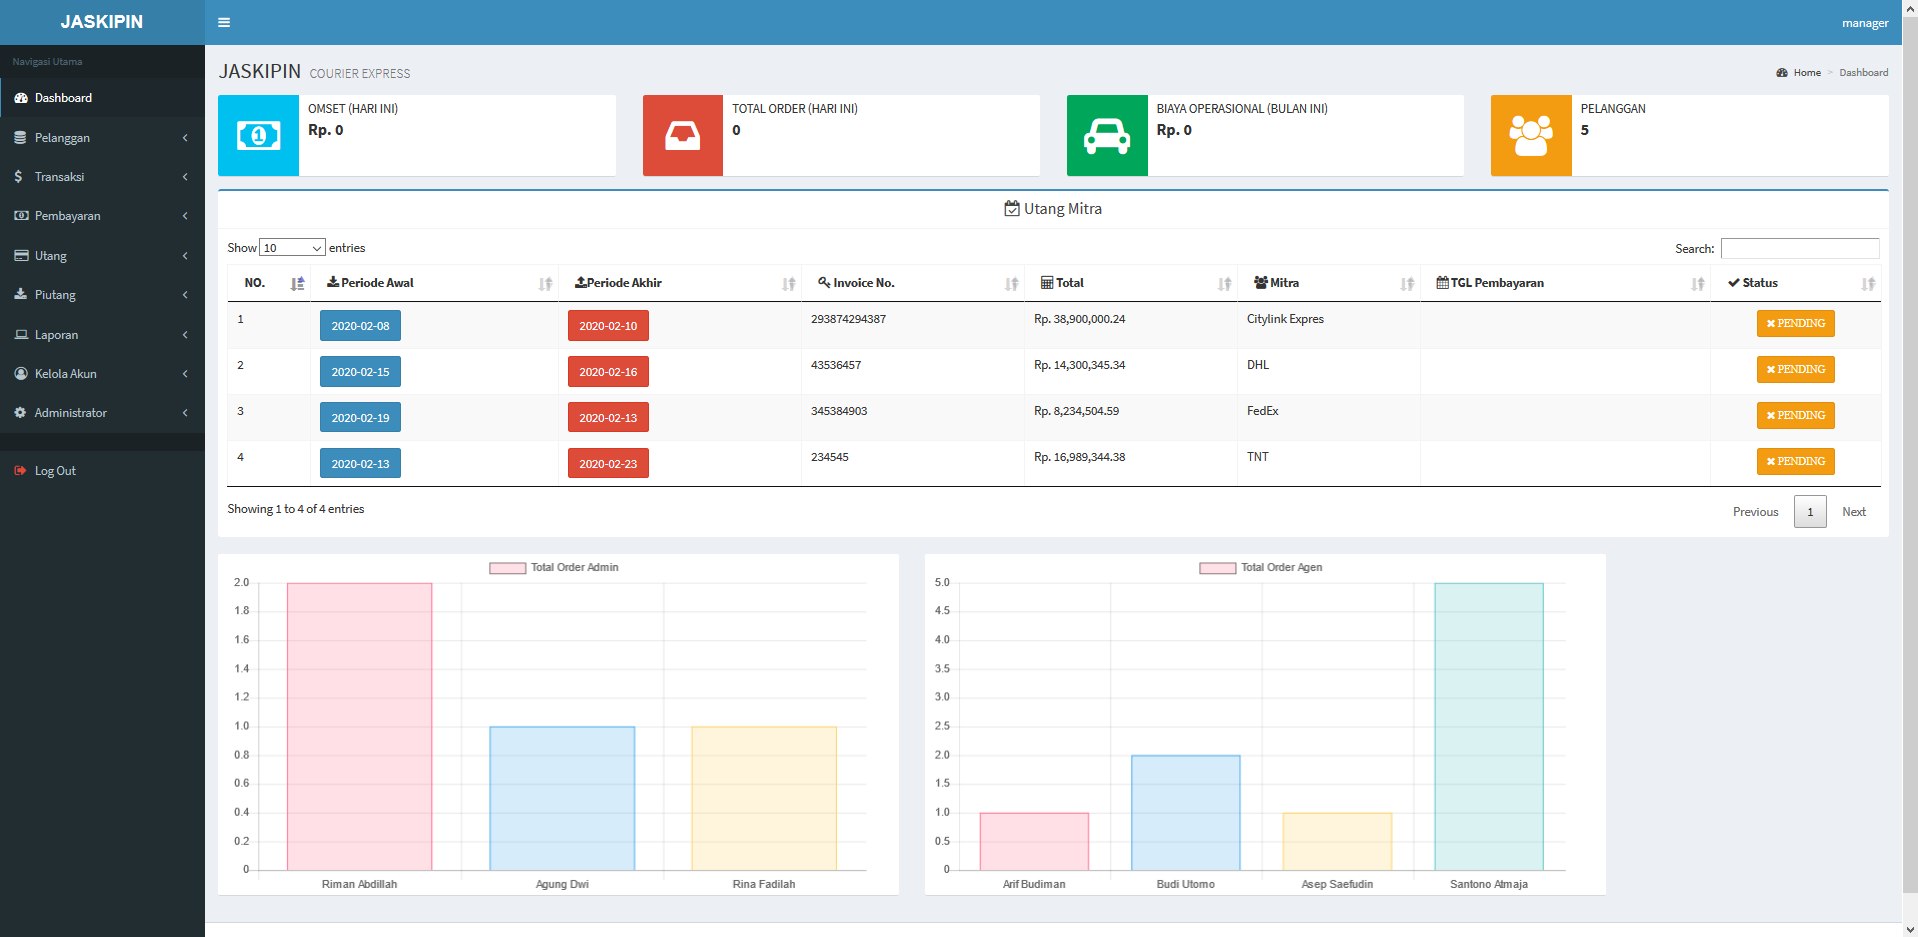 JASKIPIN
manager
Navigasi Utama
Dashboard
Pelanggan
Transaksi
Pembayaran
Utang
Piutang
Laporan
Kelola Akun
Administrator
Log Out
JASKIPIN COURIER EXPRESS
Home > Dashboard
OMSET (HARI INI)
Rp. 0
TOTAL ORDER (HARI INI)
0
BIAYA OPERASIONAL (BULAN INI)
Rp. 0
PELANGGAN
5
Utang Mitra
Show 10 entries
Search:
NO. Periode Awal Periode Akhir Invoice No. Total Mitra TGL Pembayaran Status
1 2020-02-08 2020-02-10 293874294387 Rp. 38,900,000.24 Citylink Expres PENDING
2 2020-02-15 2020-02-16 43536457 Rp. 14,300,345.34 DHL PENDING
3 2020-02-19 2020-02-13 345384903 Rp. 8,234,504.59 FedEx PENDING
4 2020-02-13 2020-02-23 234545 Rp. 16,989,344.38 TNT PENDING
Showing 1 to 4 of 4 entries
Previous 1 Next
Total Order Admin
2.0
1.8
1.6
1.4
1.2
1.0
0.8
0.6
0.4
0.2
0
Riman Abdillah Agung Dwi Rina Fadilah
Total Order Agen
5.0
4.5
4.0
3.5
3.0
2.5
2.0
1.5
1.0
0.5
0
Arif Budiman Budi Utomo Asep Saefudin Santono Atmaja